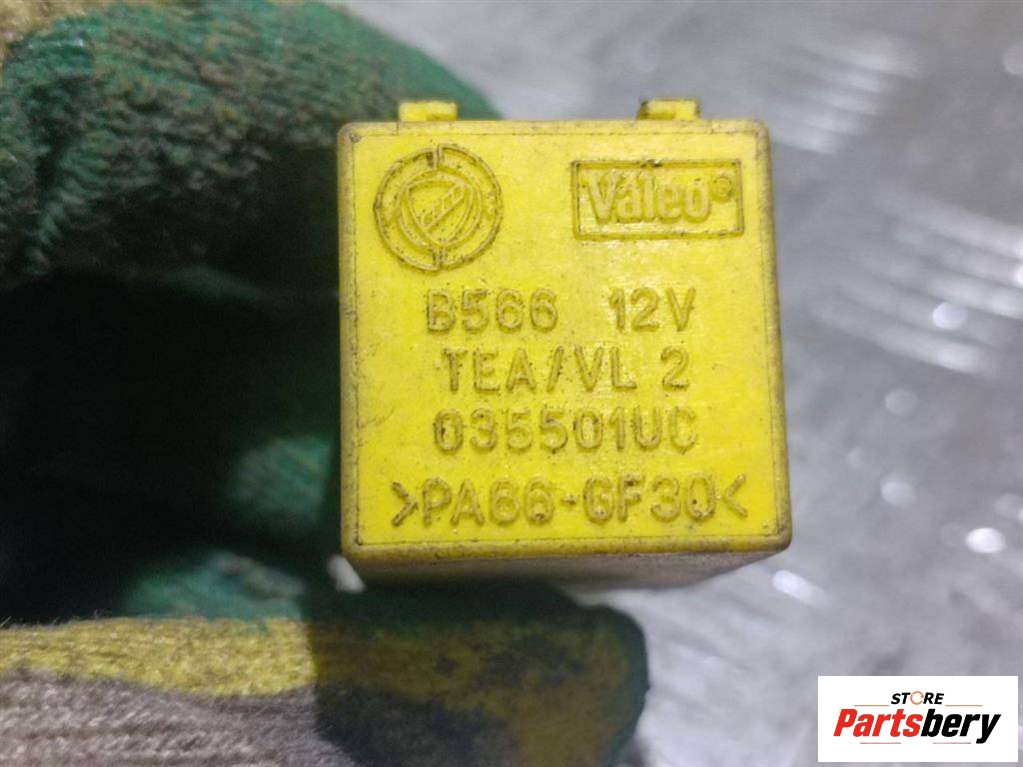 Valeo
B566 12V
TEA/VL 2
035501UC
>PA66-GF30<
STORE
Partsbery